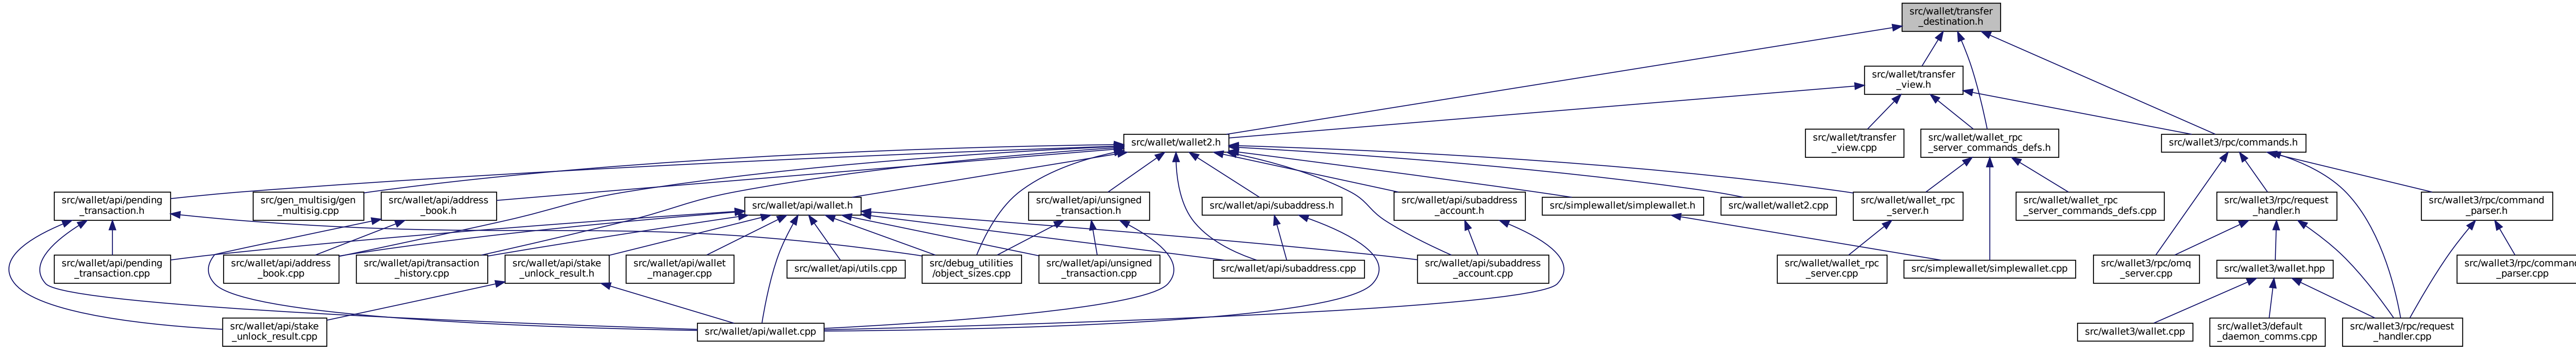 src/wallet/transfer
_destination.h
src/wallet/transfer
_view.h
src/wallet/wallet2.h
src/wallet/transfer
_view.cpp
src/wallet/wallet_rpc
_server_commands_defs.h
src/wallet3/rpc/commands.h
src/wallet/api/pending
_transaction.h
src/gen_multisig/gen
_multisig.cpp
src/wallet/api/address
_book.h
src/wallet/api/wallet.h
src/wallet/api/unsigned
_transaction.h
src/wallet/api/subaddress.h
src/wallet/api/subaddress
_account.h
src/simplewallet/simplewallet.h
src/wallet/wallet2.cpp
src/wallet/wallet_rpc
_server.h
src/wallet/wallet_rpc
_server_commands_defs.cpp
src/wallet3/rpc/request
_handler.h
src/wallet3/rpc/command
_parser.h
src/wallet/api/pending
_transaction.cpp
src/wallet/api/address
_book.cpp
src/wallet/api/transaction
_history.cpp
src/wallet/api/stake
_unlock_result.h
src/wallet/api/wallet
_manager.cpp
src/wallet/api/utils.cpp
src/debug_utilities
/object_sizes.cpp
src/wallet/api/unsigned
_transaction.cpp
src/wallet/api/subaddress.cpp
src/wallet/api/subaddress
_account.cpp
src/wallet/wallet_rpc
_server.cpp
src/simplewallet/simplewallet.cpp
src/wallet3/rpc/omq
_server.cpp
src/wallet3/wallet.hpp
src/wallet3/rpc/command
_parser.cpp
src/wallet/api/stake
_unlock_result.cpp
src/wallet/api/wallet.cpp
src/wallet3/wallet.cpp
src/wallet3/default
_daemon_comms.cpp
src/wallet3/rpc/request
_handler.cpp